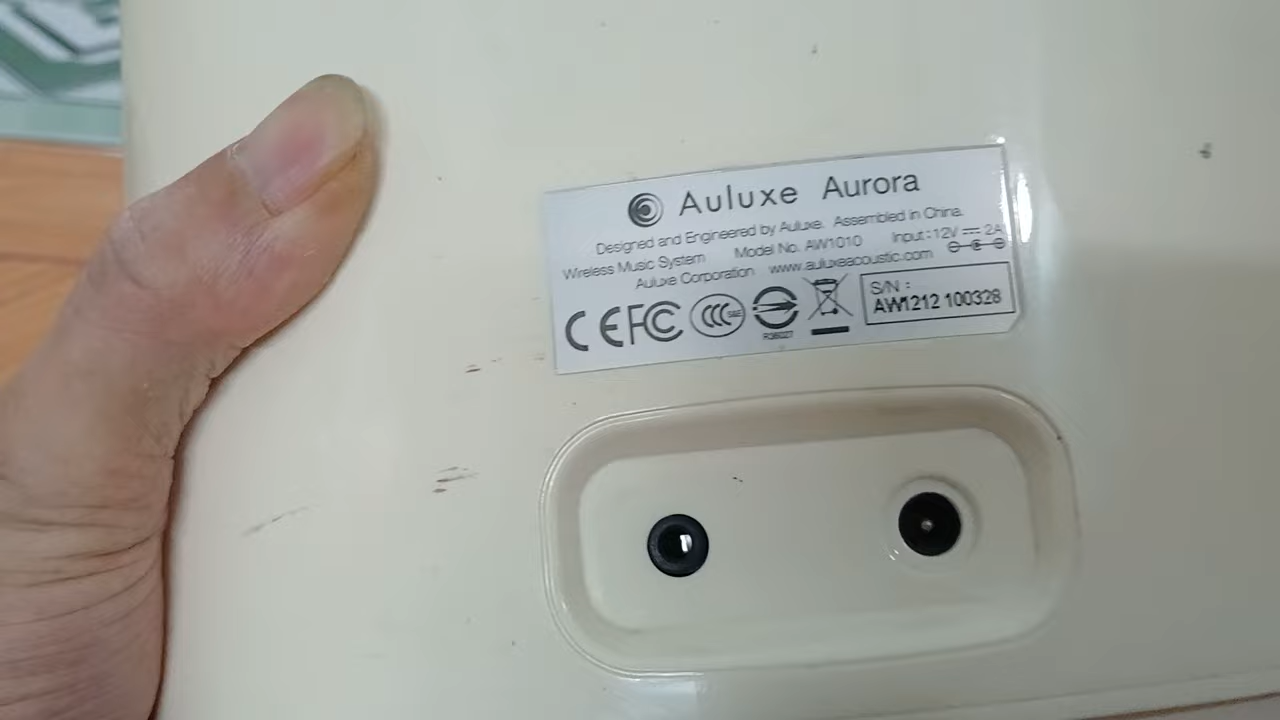 Auluxe Aurora
Designed and Engineered by Auluxe. Assembled in China.
Wireless Music System Model No. AW1010 Input : 12V ⎓ 2A
Auluxe Corporation www.auluxeacoustic.com
CE FC CCC S&E
S/N :
AW1212 100328